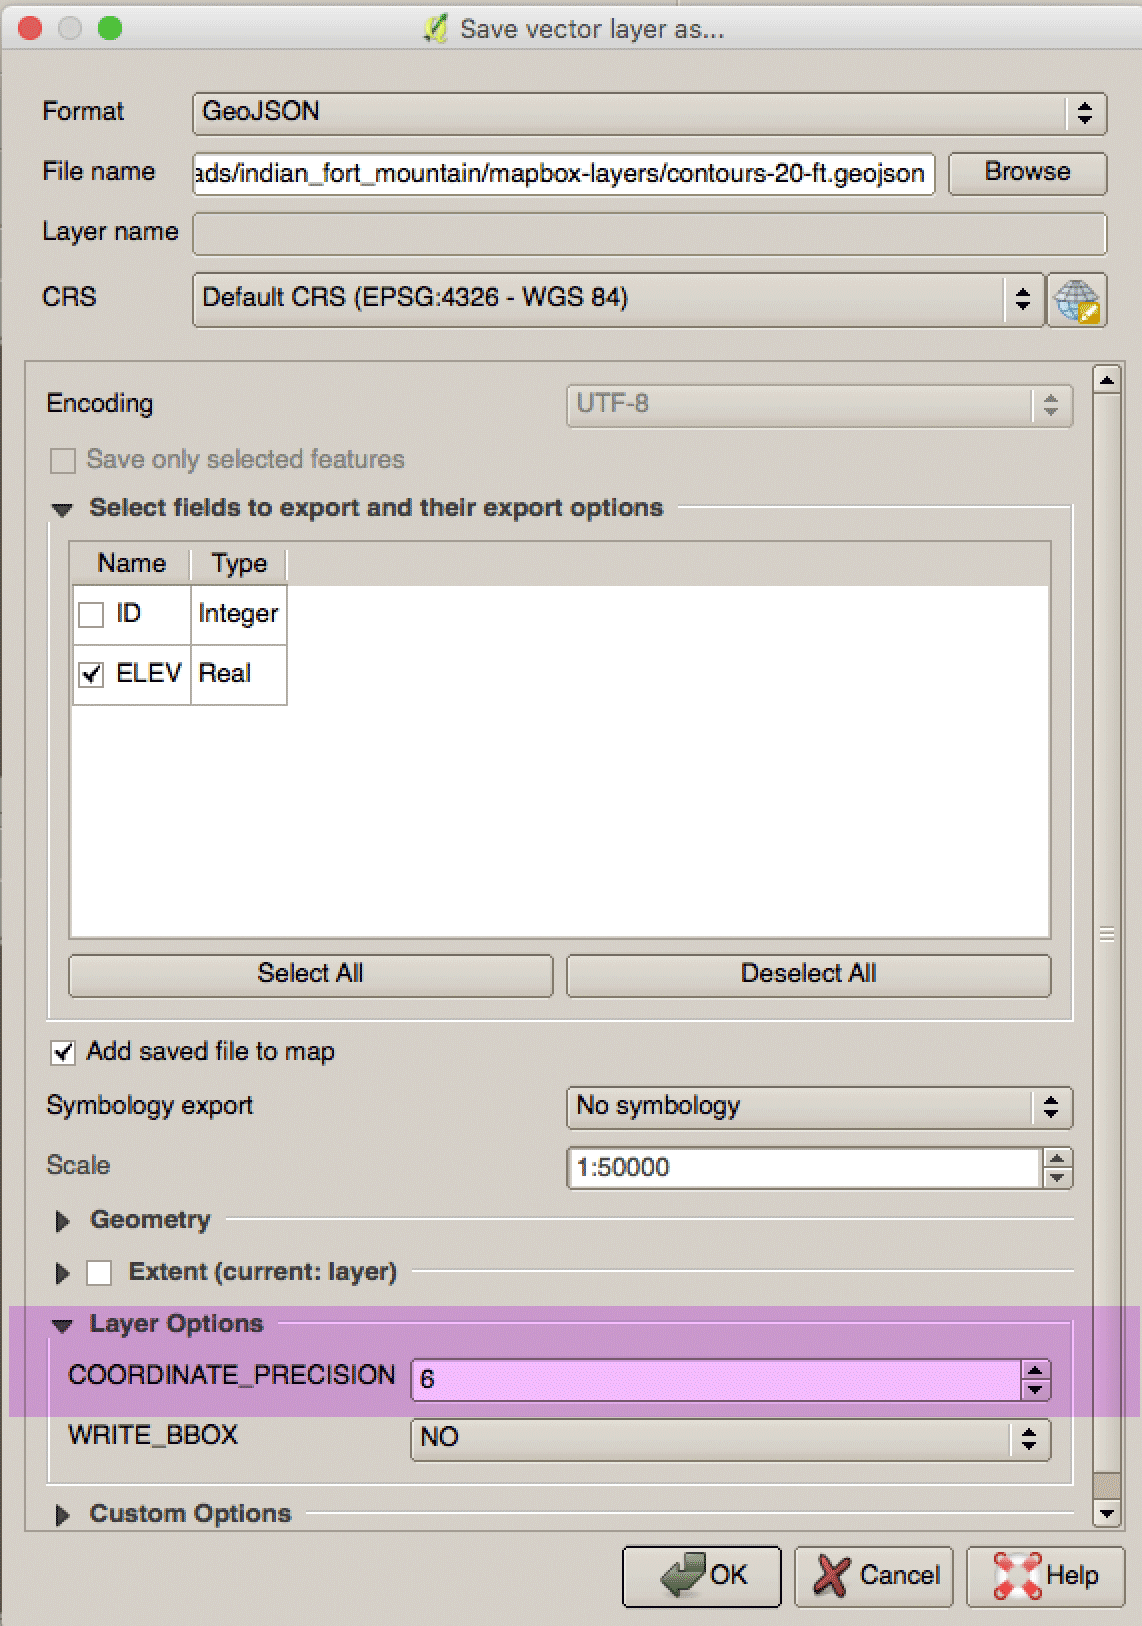 Save vector layer as...
Format GeoJSON
File name ads/indian_fort_mountain/mapbox-layers/contours-20-ft.geojson Browse
Layer name
CRS Default CRS (EPSG:4326 - WGS 84)
Encoding UTF-8
Save only selected features
Select fields to export and their export options
Name Type
ID Integer
ELEV Real
Select All Deselect All
Add saved file to map
Symbology export No symbology
Scale 1:50000
Geometry
Extent (current: layer)
Layer Options
COORDINATE_PRECISION 6
WRITE_BBOX NO
Custom Options
OK Cancel Help